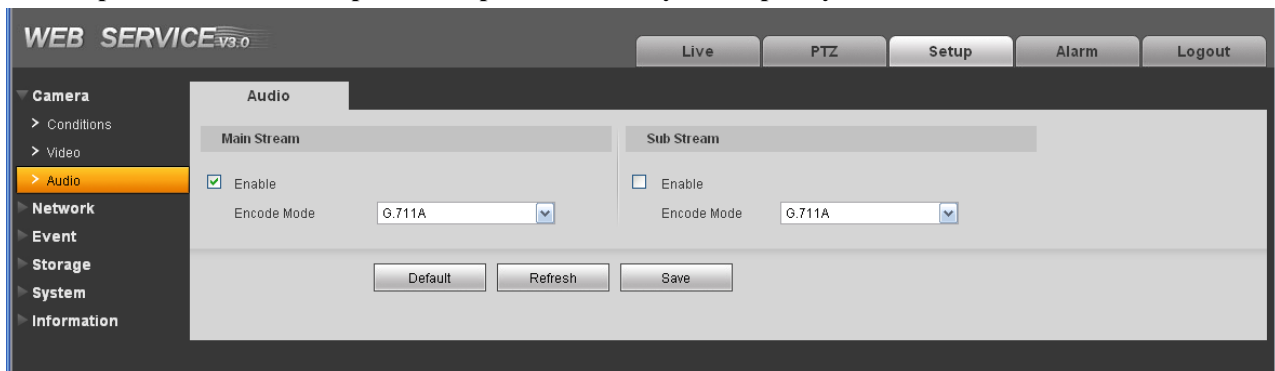 WEB SERVICE V3.0
Live
PTZ
Setup
Alarm
Logout
Camera
Conditions
Video
Audio
Network
Event
Storage
System
Information
Audio
Main Stream
Enable
Encode Mode G.711A
Sub Stream
Enable
Encode Mode G.711A
Default
Refresh
Save